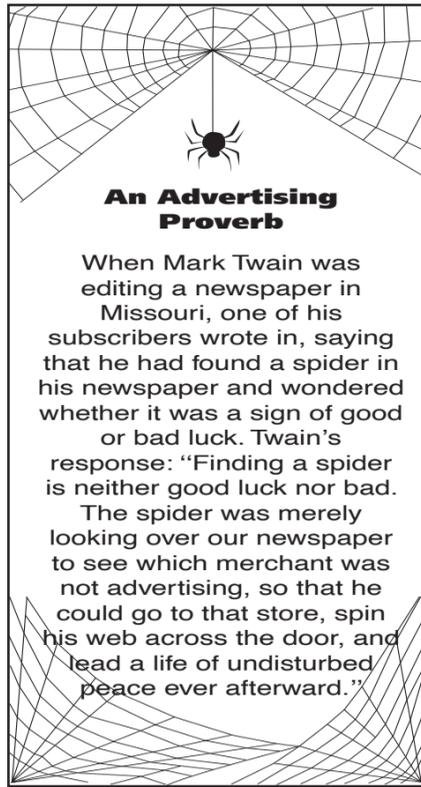 An Advertising
Proverb
When Mark Twain was
editing a newspaper in
Missouri, one of his
subscribers wrote in, saying
that he had found a spider in
his newspaper and wondered
whether it was a sign of good
or bad luck. Twain’s
response: ‘‘Finding a spider
is neither good luck nor bad.
The spider was merely
looking over our newspaper
to see which merchant was
not advertising, so that he
could go to that store, spin
his web across the door, and
lead a life of undisturbed
peace ever afterward.’’